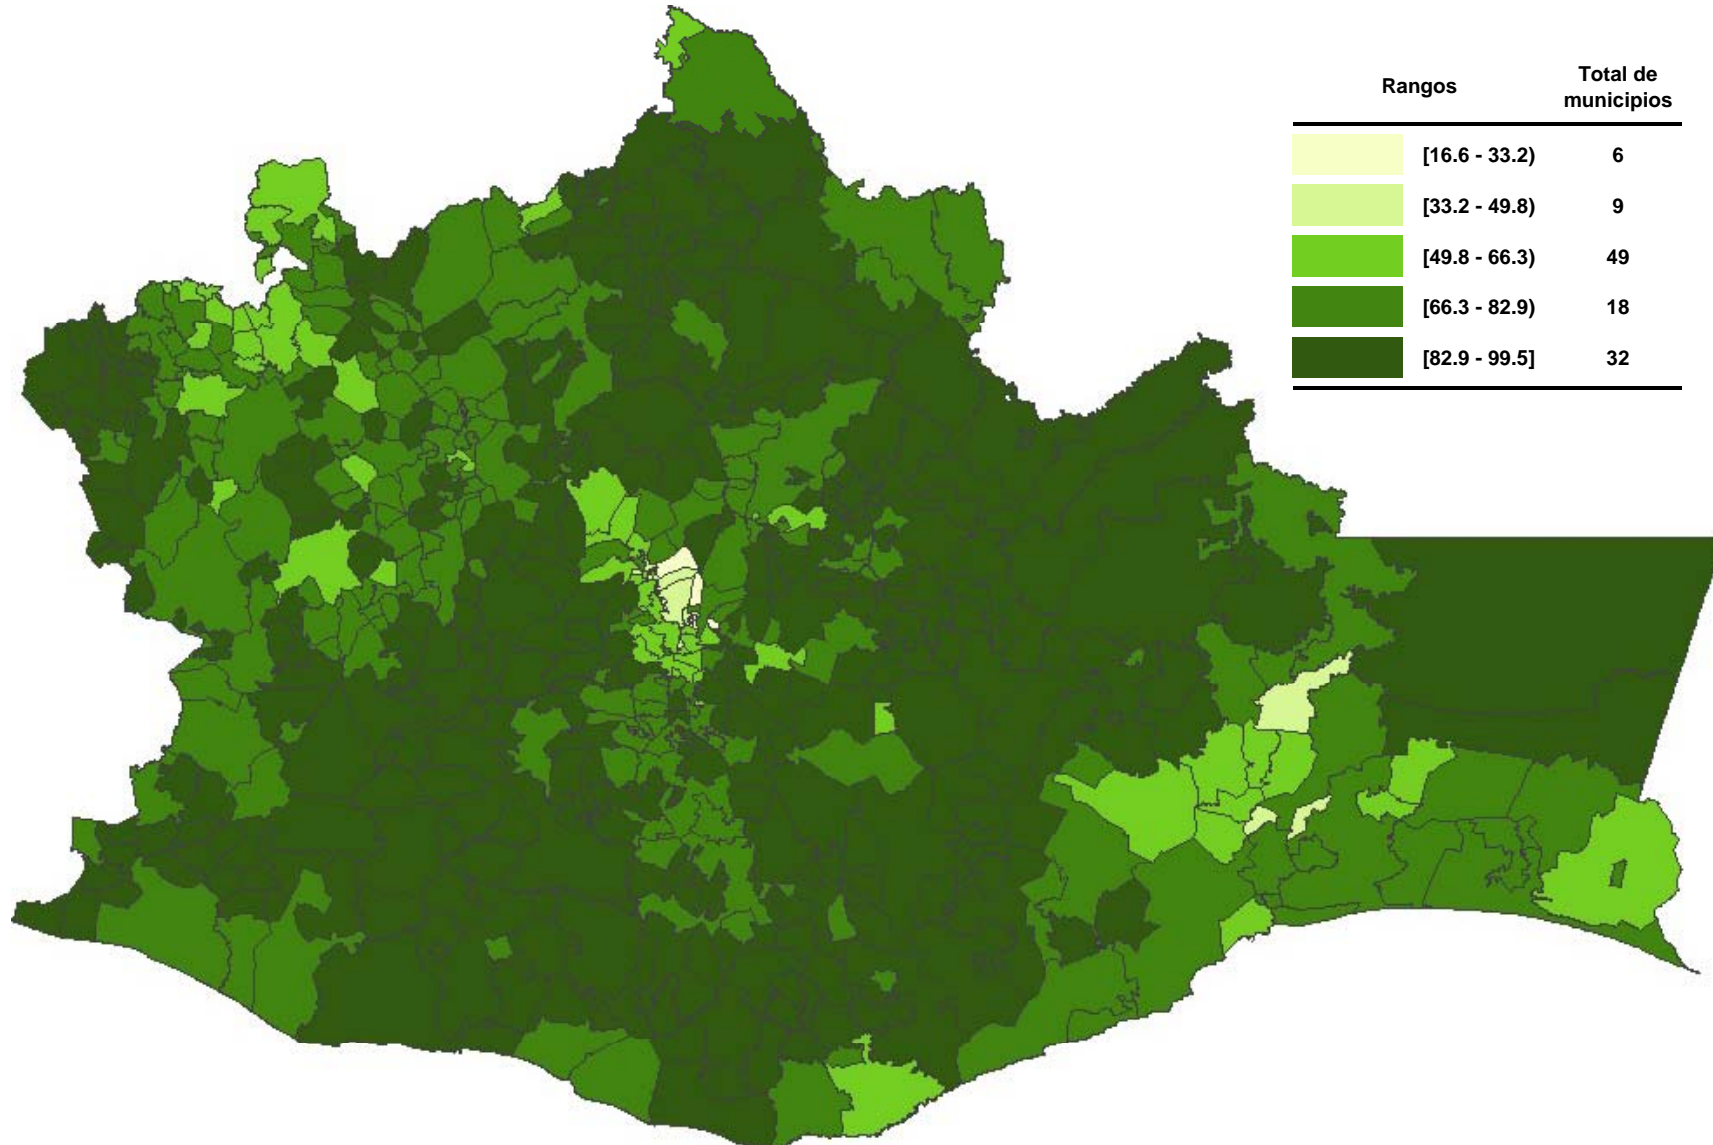 Rangos
Total de
municipios
[16.6 - 33.2) 6
[33.2 - 49.8) 9
[49.8 - 66.3) 49
[66.3 - 82.9) 18
[82.9 - 99.5] 32